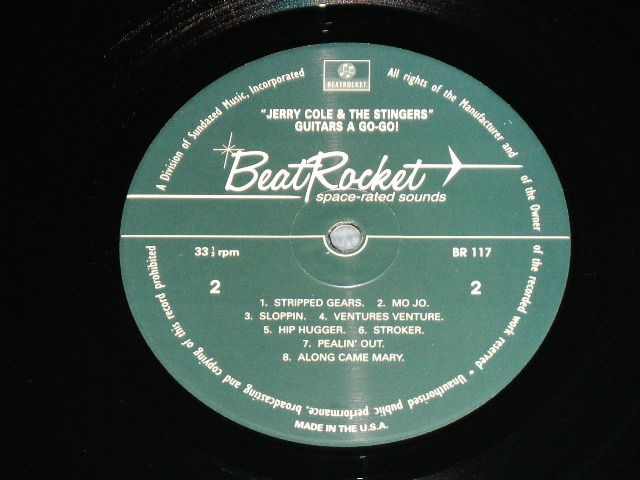 BEATROCKET
A Division of Sundazed Music, Incorporated
All rights of the Manufacturer and of the Owner of the recorded work reserved • Unauthorised public performance, broadcasting and copying of this record prohibited
"JERRY COLE & THE STINGERS"
GUITARS A GO-GO!
BeatRocket
space-rated sounds
33 1/3 rpm
BR 117
2
2
1. STRIPPED GEARS. 2. MO JO.
3. SLOPPIN. 4. VENTURES VENTURE.
5. HIP HUGGER. 6. STROKER.
7. PEALIN' OUT.
8. ALONG CAME MARY.
MADE IN THE U.S.A.